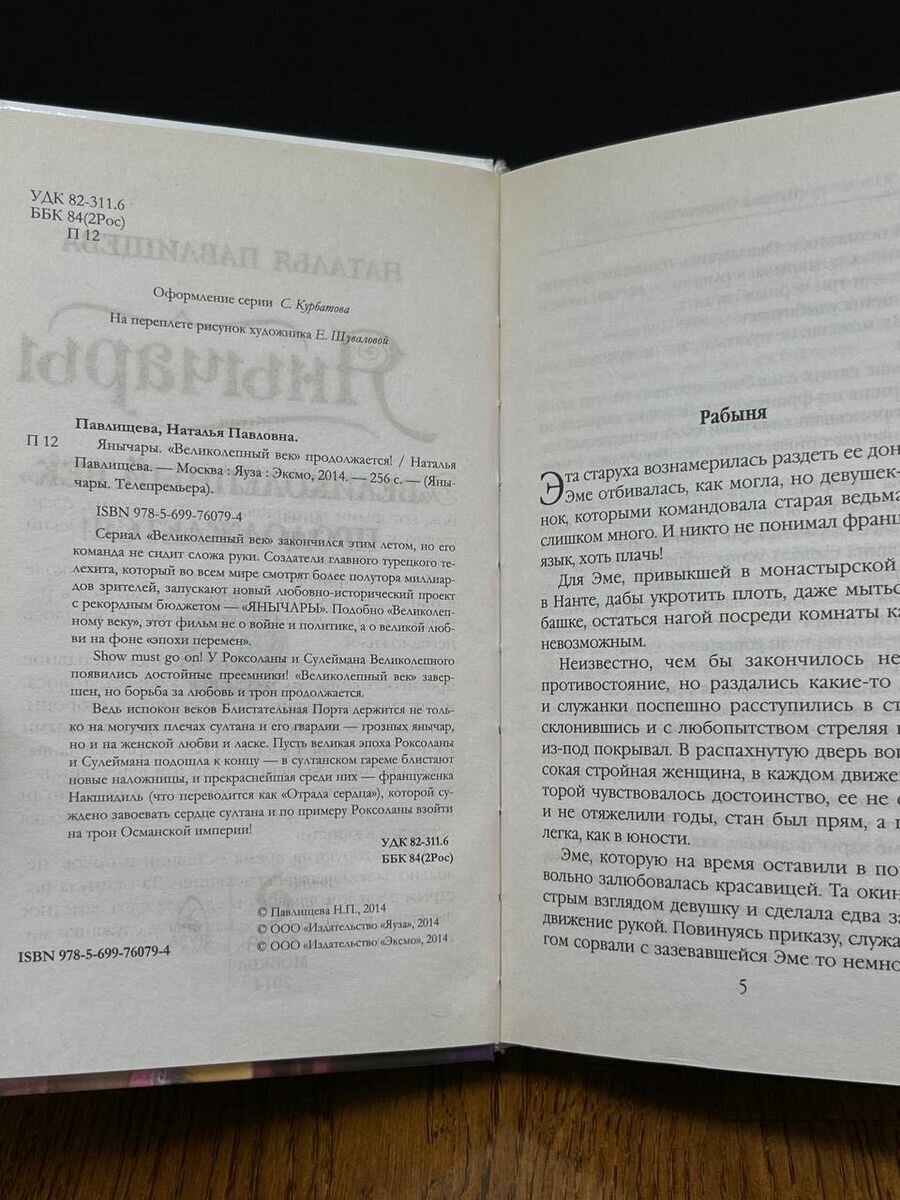 УДК 82-311.6
ББК 84(2Рос)
П 12
Оформление серии С. Курбатова
На переплете рисунок художника Е. Шуваловой
Павлищева, Наталья Павловна.
П 12 Янычары. «Великолепный век» продолжается! / Наталья
Павлищева. — Москва : Яуза : Эксмо, 2014. — 256 с. — (Яны-
чары. Телепремьера).
ISBN 978-5-699-76079-4
Сериал «Великолепный век» закончился этим летом, но его
команда не сидит сложа руки. Создатели главного турецкого те-
лехита, который во всем мире смотрят более полутора миллиар-
дов зрителей, запускают новый любовно-исторический проект
с рекордным бюджетом — «ЯНЫЧАРЫ». Подобно «Великолеп-
ному веку», этот фильм не о войне и политике, а о великой люб-
ви на фоне «эпохи перемен».
Show must go on! У Роксоланы и Сулеймана Великолепного
появились достойные преемники! «Великолепный век» завер-
шен, но борьба за любовь и трон продолжается.
Ведь испокон веков Блистательная Порта держится не толь-
ко на могучих плечах султана и его гвардии — грозных янычар,
но и на женской любви и ласке. Пусть великая эпоха Роксоланы
и Сулеймана подошла к концу — в султанском гареме блистают
новые наложницы, и прекраснейшая среди них — француженка
Накшидиль (что переводится как «Отрада сердца»), которой су-
ждено завоевать сердце султана и по примеру Роксоланы взойти
на трон Османской империи!
УДК 82-311.6
ББК 84(2Рос)
© Павлищева Н.П., 2014
© ООО «Издательство «Яуза», 2014
ISBN 978-5-699-76079-4 © ООО «Издательство «Эксмо», 2014
Рабыня
Эта старуха вознамерилась раздеть ее дон
Эме отбивалась, как могла, но девушек-
нок, которыми командовала старая ведьма
слишком много. И никто не понимал франц
язык, хоть плачь!
Для Эме, привыкшей в монастырской
в Нанте, дабы укротить плоть, даже мытьс
башке, остаться нагой посреди комнаты ка
невозможным.
Неизвестно, чем бы закончилось не
противостояние, но раздались какие-то
и служанки поспешно расступились в ст
склонившись и с любопытством стреляя
из-под покрывал. В распахнутую дверь во
сокая стройная женщина, в каждом движе
торой чувствовалось достоинство, ее не
и не отяжелили годы, стан был прям, а
легка, как в юности.
Эме, которую на время оставили в по
вольно залюбовалась красавицей. Та окин
стрым взглядом девушку и сделала едва за
движение рукой. Повинуясь приказу, служа
гом сорвали с зазевавшейся Эме то немно
5